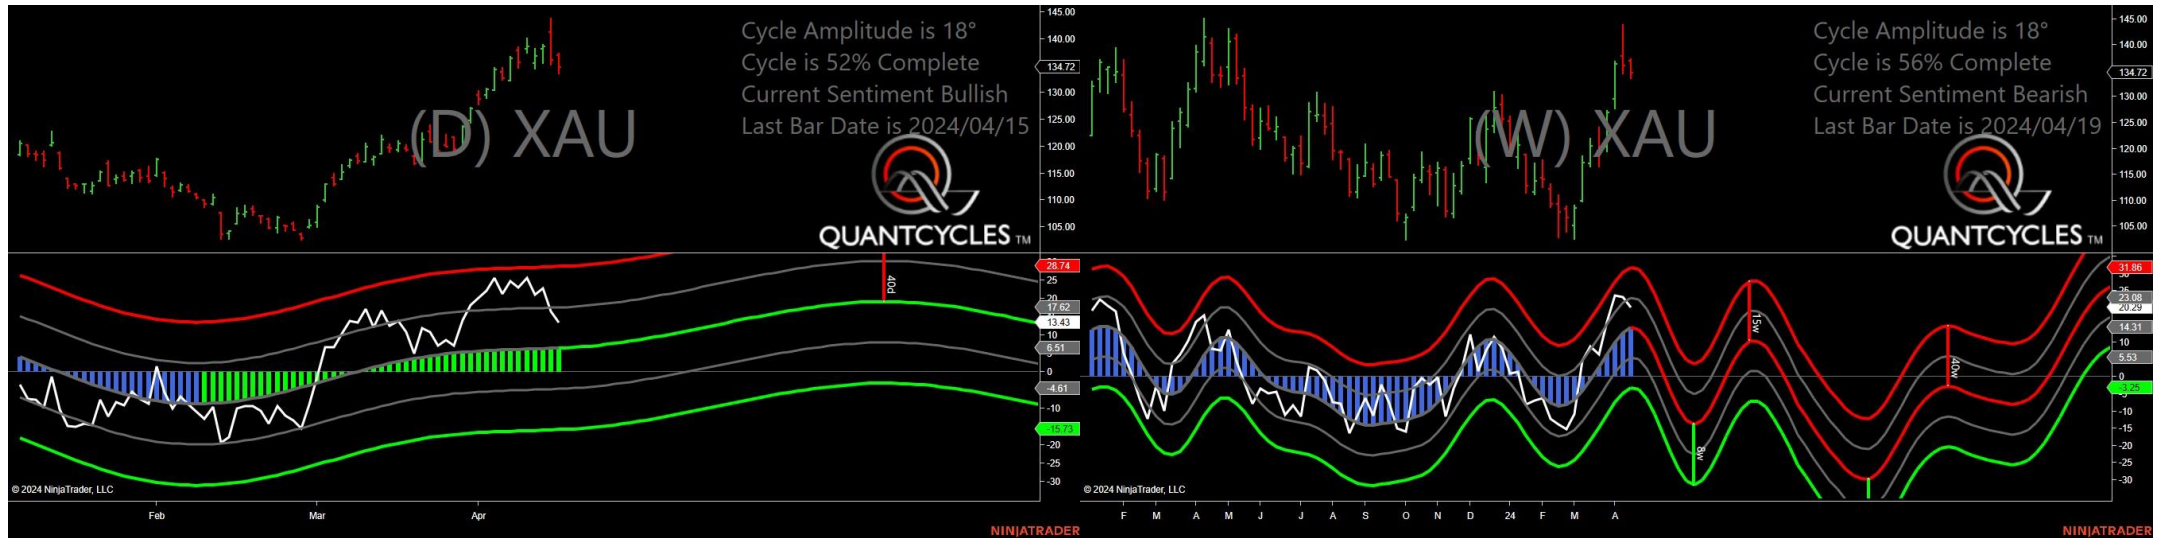 Cycle Amplitude is 18°
Cycle is 52% Complete
Current Sentiment Bullish
Last Bar Date is 2024/04/15
(D) XAU
QUANTCYCLES TM
145.00
140.00
134.72
130.00
125.00
120.00
115.00
110.00
105.00
28.74
25
20
17.62
13.43
10
6.51
0
-4.61
-10
-15.73
-20
-25
-30
40d
© 2024 NinjaTrader, LLC
Feb
Mar
Apr
NINJATRADER
Cycle Amplitude is 18°
Cycle is 56% Complete
Current Sentiment Bearish
Last Bar Date is 2024/04/19
(W) XAU
QUANTCYCLES TM
145.00
140.00
134.72
130.00
125.00
120.00
115.00
110.00
105.00
31.86
23.08
20.29
14.31
10
5.53
0
-3.25
-10
-15
-20
-25
-30
15w
8w
40w
© 2024 NinjaTrader, LLC
F
M
A
M
J
J
A
S
O
N
D
24
F
M
A
NINJATRADER